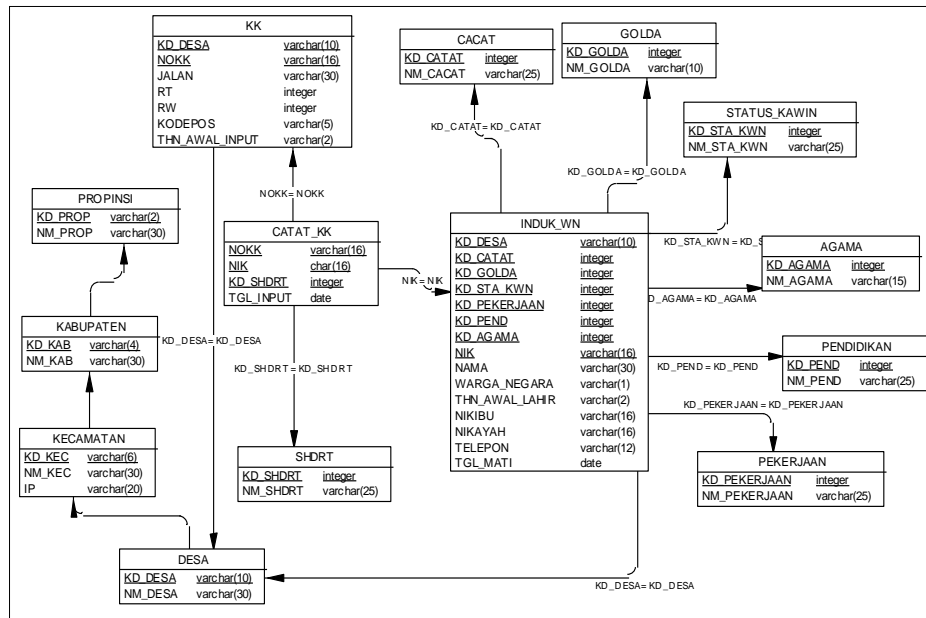 KK
KD_DESA varchar(10)
NOKK varchar(16)
JALAN varchar(30)
RT integer
RW integer
KODEPOS varchar(5)
THN_AWAL_INPUT varchar(2)
CACAT
KD_CATAT integer
NM_CACAT varchar(25)
GOLDA
KD_GOLDA integer
NM_GOLDA varchar(10)
STATUS_KAWIN
KD_STA_KWN integer
NM_STA_KWN varchar(25)
KD_CATAT = KD_CATAT
KD_GOLDA = KD_GOLDA
NOKK = NOKK
PROPINSI
KD_PROP varchar(2)
NM_PROP varchar(30)
CATAT_KK
NOKK varchar(16)
NIK char(16)
KD_SHDRT integer
TGL_INPUT date
NIK = NIK
INDUK_WN
KD_DESA varchar(10)
KD_CATAT integer
KD_GOLDA integer
KD_STA_KWN integer
KD_PEKERJAAN integer
KD_PEND integer
KD_AGAMA integer
NIK varchar(16)
NAMA varchar(30)
WARGA_NEGARA varchar(1)
THN_AWAL_LAHIR varchar(2)
NIKIBU varchar(16)
NIKAYAH varchar(16)
TELEPON varchar(12)
TGL_MATI date
KD_STA_KWN = KD_S
AGAMA
KD_AGAMA integer
NM_AGAMA varchar(15)
D_AGAMA = KD_AGAMA
KABUPATEN
KD_KAB varchar(4)
NM_KAB varchar(30)
KD_DESA = KD_DESA
PENDIDIKAN
KD_PEND integer
NM_PEND varchar(25)
KD_PEND = KD_PEND
KD_SHDRT = KD_SHDRT
KD_PEKERJAAN = KD_PEKERJAAN
KECAMATAN
KD_KEC varchar(6)
NM_KEC varchar(30)
IP varchar(20)
SHDRT
KD_SHDRT integer
NM_SHDRT varchar(25)
PEKERJAAN
KD_PEKERJAAN integer
NM_PEKERJAAN varchar(25)
DESA
KD_DESA varchar(10)
NM_DESA varchar(30)
KD_DESA = KD_DESA